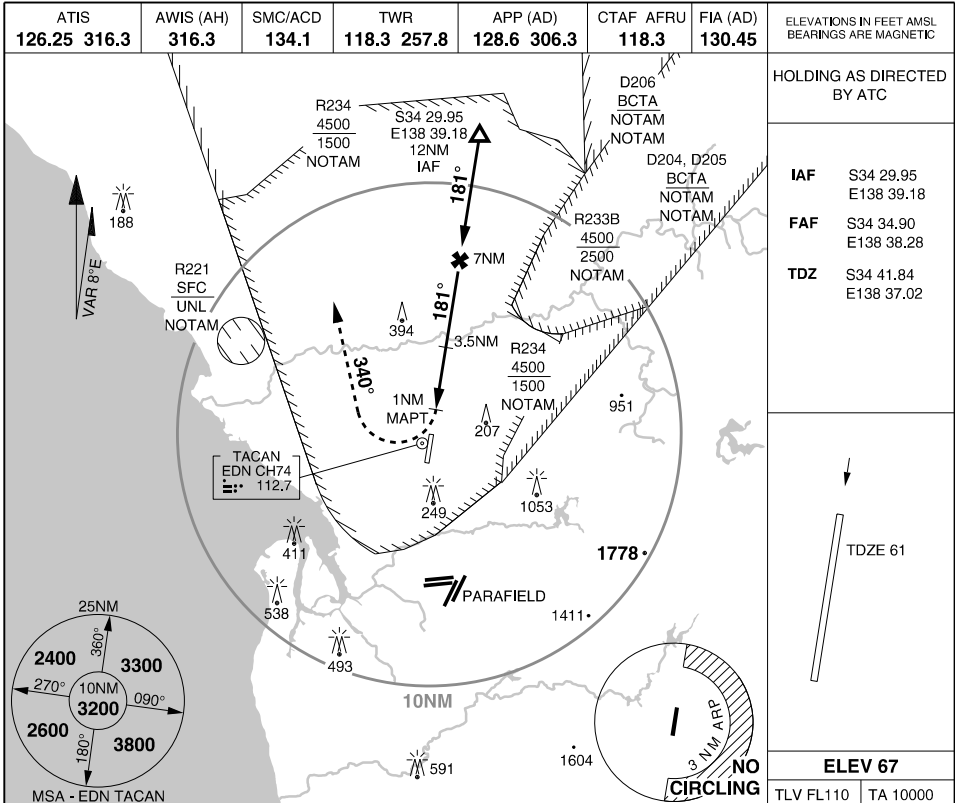 ATIS
126.25 316.3
AWIS (AH)
316.3
SMC/ACD
134.1
TWR
118.3 257.8
APP (AD)
128.6 306.3
CTAF AFRU
118.3
FIA (AD)
130.45
ELEVATIONS IN FEET AMSL
BEARINGS ARE MAGNETIC
HOLDING AS DIRECTED
BY ATC
IAF S34 29.95
E138 39.18
FAF S34 34.90
E138 38.28
TDZ S34 41.84
E138 37.02
R234
4500
1500
NOTAM
S34 29.95
E138 39.18
12NM
IAF
D206
BCTA
NOTAM
NOTAM
D204, D205
BCTA
NOTAM
NOTAM
181°
188
VAR 8°E
R233B
4500
2500
NOTAM
7NM
R221
SFC
UNL
NOTAM
181°
394
3.5NM
R234
4500
1500
NOTAM
340°
1NM
MAPT
951
207
TACAN
EDN CH74
112.7
249
1053
411
1778
TDZE 61
538
PARAFIELD
1411
493
10NM
25NM
360°
2400
3300
270°
10NM
3200
090°
2600
180°
3800
MSA - EDN TACAN
591
1604
3 NM ARP
NO
CIRCLING
ELEV 67
TLV FL110
TA 10000